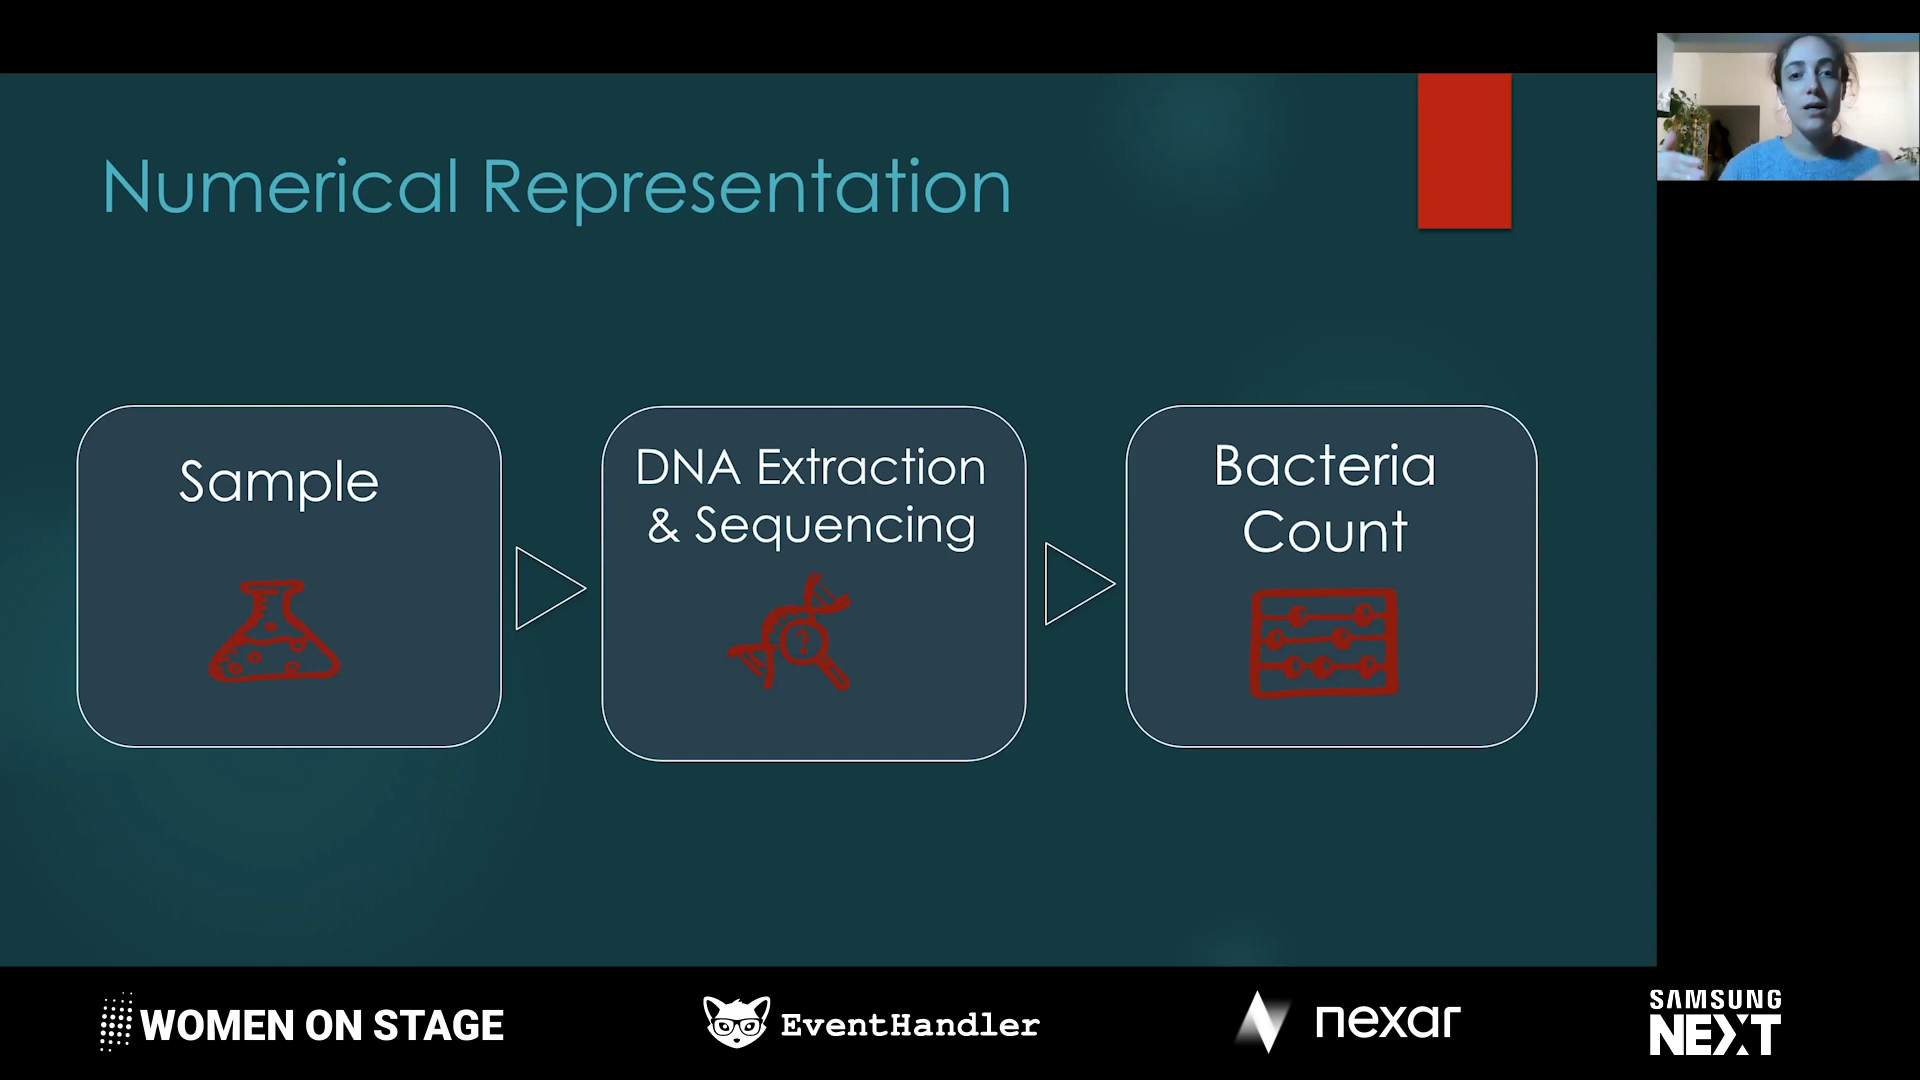 Numerical Representation
Sample
DNA Extraction
& Sequencing
?
Bacteria
Count
WOMEN ON STAGE
EventHandler
nexar
SAMSUNG
NEXT